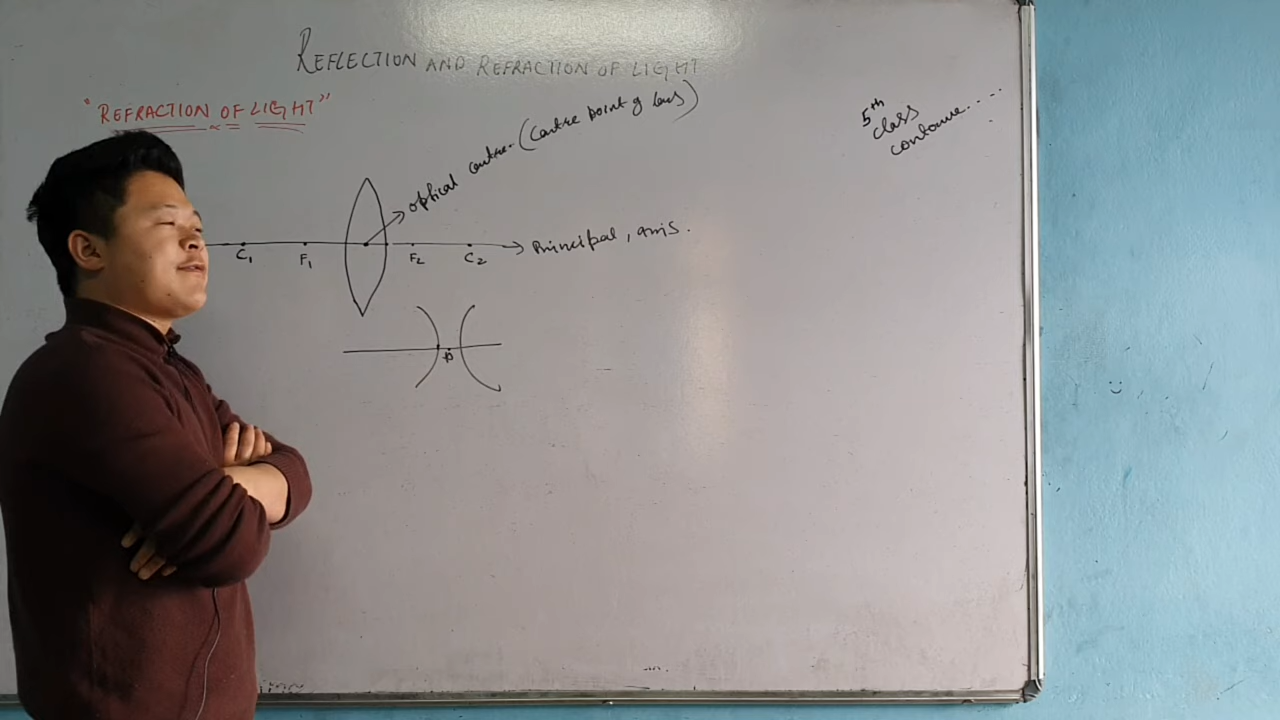 REFLECTION AND REFRACTION OF LIGHT
"REFRACTION OF LIGHT"
5th
class
continue....
optical centre. (Centre point of lens)
C1 F1 F2 C2
Principal, axis.